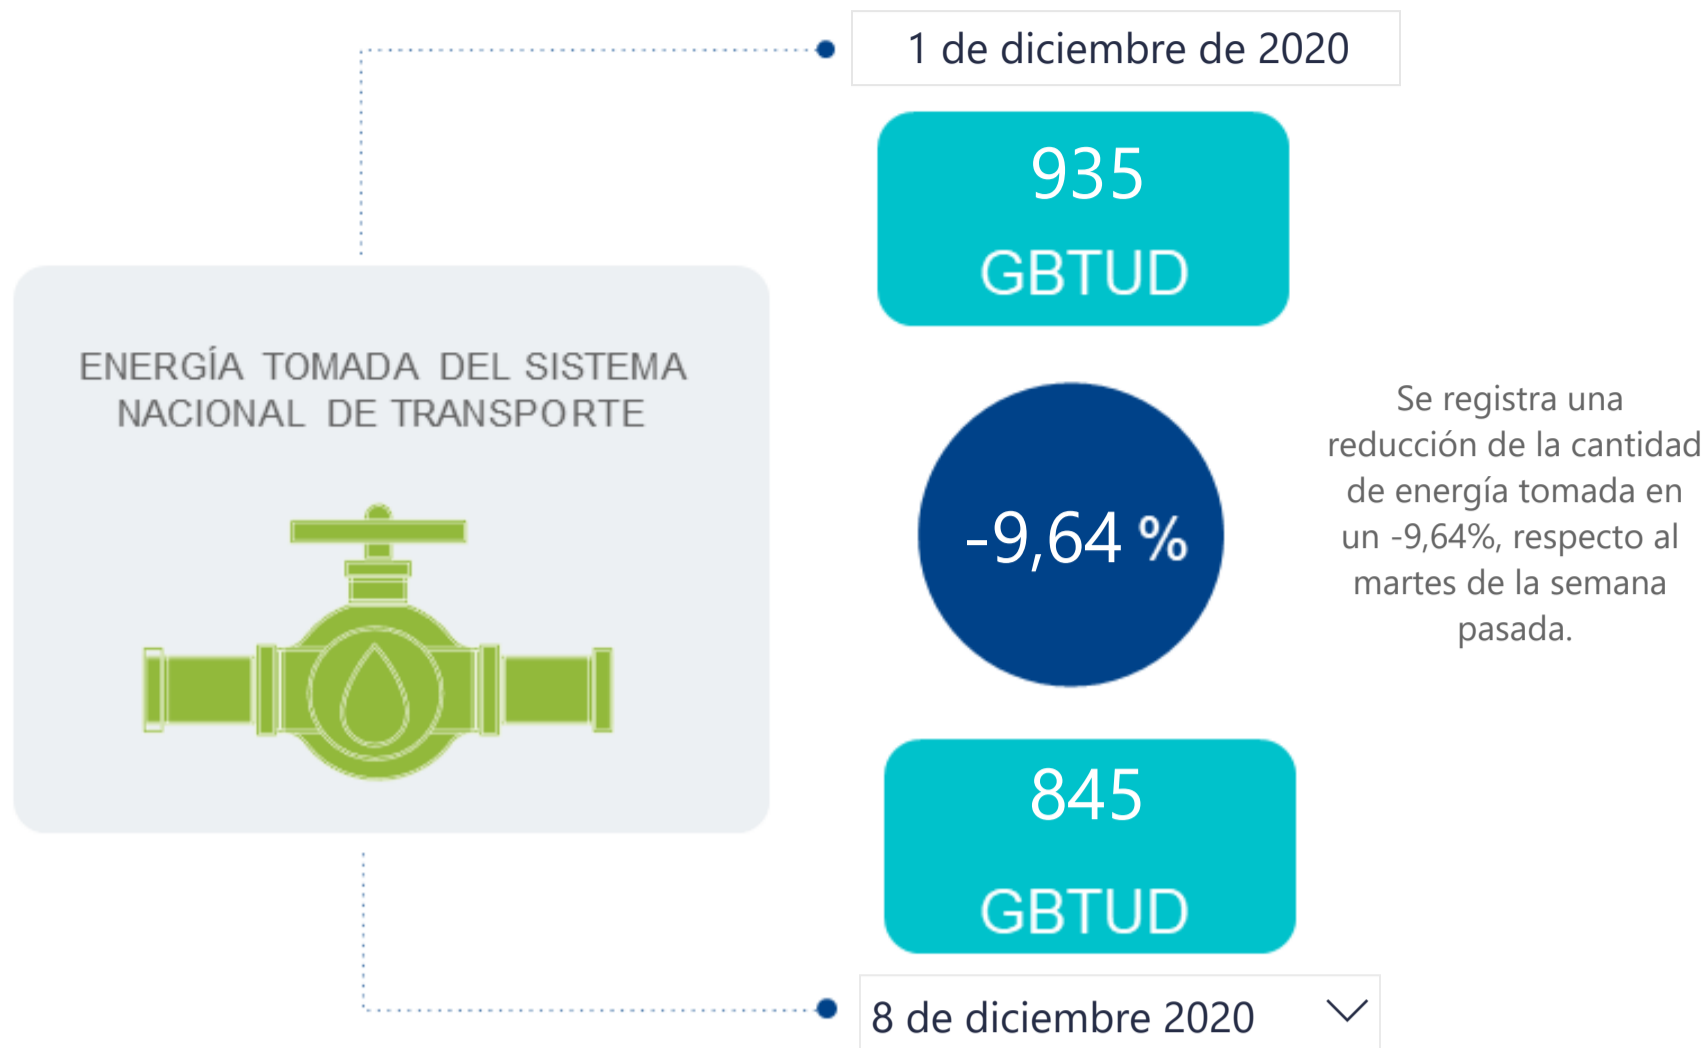 1 de diciembre de 2020
935
GBTUD
ENERGÍA TOMADA DEL SISTEMA
NACIONAL DE TRANSPORTE
-9,64 %
Se registra una
reducción de la cantidad
de energía tomada en
un -9,64%, respecto al
martes de la semana
pasada.
845
GBTUD
8 de diciembre 2020